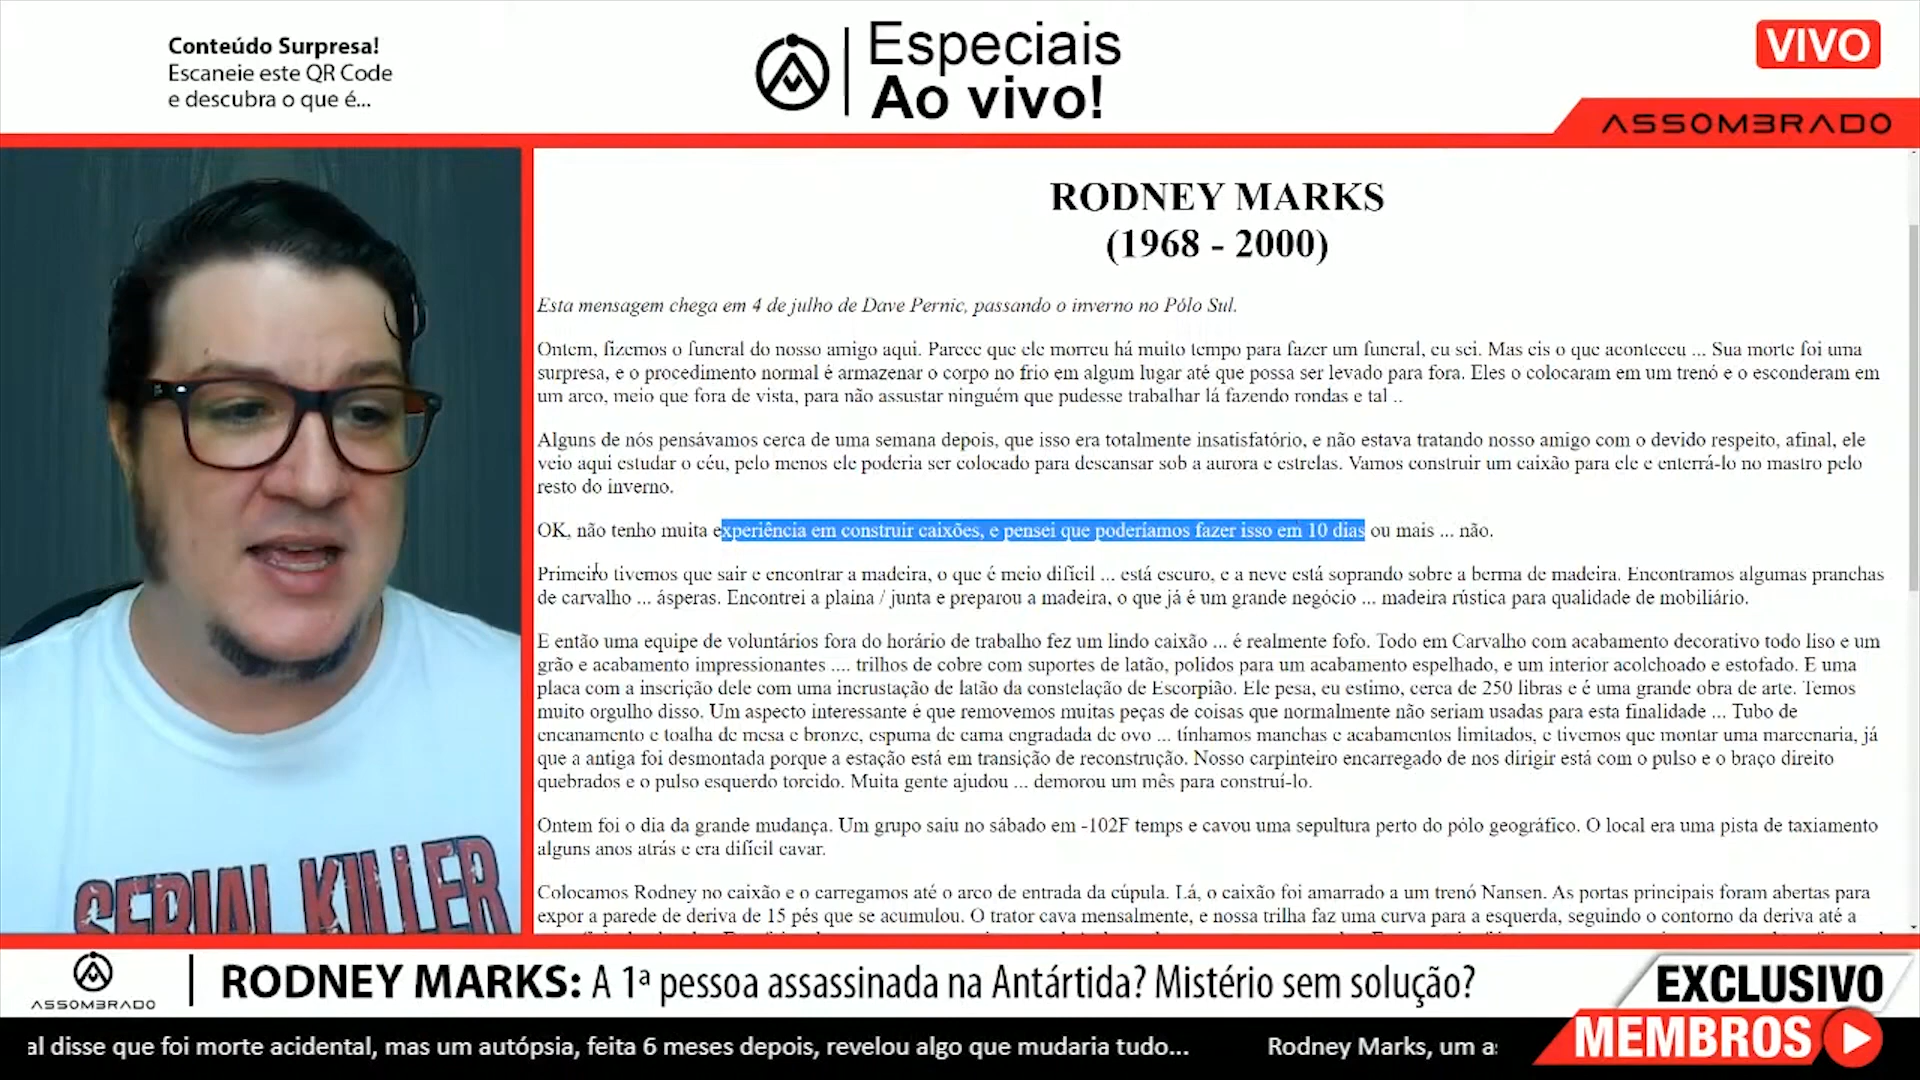 Conteúdo Surpresa!
Escaneie este QR Code
e descubra o que é...
Especiais
Ao vivo!
VIVO
ASSOMBRADO
RODNEY MARKS
(1968 - 2000)
Esta mensagem chega em 4 de julho de Dave Pernic, passando o inverno no Pólo Sul.
Ontem, fizemos o funeral do nosso amigo aqui. Parece que ele morreu há muito tempo para fazer um funeral, eu sei. Mas eis o que aconteceu ... Sua morte foi uma
surpresa, e o procedimento normal é armazenar o corpo no frio em algum lugar até que possa ser levado para fora. Eles o colocaram em um trenó e o esconderam em
um arco, meio que fora de vista, para não assustar ninguém que pudesse trabalhar lá fazendo rondas e tal ..
Alguns de nós pensávamos cerca de uma semana depois, que isso era totalmente insatisfatório, e não estava tratando nosso amigo com o devido respeito, afinal, ele
veio aqui estudar o céu, pelo menos ele poderia ser colocado para descansar sob a aurora e estrelas. Vamos construir um caixão para ele e enterrá-lo no mastro pelo
resto do inverno.
OK, não tenho muita experiência em construir caixões, e pensei que poderíamos fazer isso em 10 dias ou mais ... não.
Primeiro tivemos que sair e encontrar a madeira, o que é meio difícil ... está escuro, e a neve está soprando sobre a berma de madeira. Encontramos algumas pranchas
de carvalho ... ásperas. Encontrei a plaina / junta e preparou a madeira, o que já é um grande negócio ... madeira rústica para qualidade de mobiliário.
E então uma equipe de voluntários fora do horário de trabalho fez um lindo caixão ... é realmente fofo. Todo em Carvalho com acabamento decorativo todo liso e um
grão e acabamento impressionantes .... trilhos de cobre com suportes de latão, polidos para um acabamento espelhado, e um interior acolchoado e estofado. E uma
placa com a inscrição dele com uma incrustação de latão da constelação de Escorpião. Ele pesa, eu estimo, cerca de 250 libras e é uma grande obra de arte. Temos
muito orgulho disso. Um aspecto interessante é que removemos muitas peças de coisas que normalmente não seriam usadas para esta finalidade ... Tubo de
encanamento e toalha de mesa e bronze, espuma de cama engradada de ovo ... tínhamos manchas e acabamentos limitados, e tivemos que montar uma marcenaria, já
que a antiga foi desmontada porque a estação está em transição de reconstrução. Nosso carpinteiro encarregado de nos dirigir está com o pulso e o braço direito
quebrados e o pulso esquerdo torcido. Muita gente ajudou ... demorou um mês para construí-lo.
Ontem foi o dia da grande mudança. Um grupo saiu no sábado em -102F temps e cavou uma sepultura perto do pólo geográfico. O local era uma pista de taxiamento
alguns anos atrás e era difícil cavar.
Colocamos Rodney no caixão e o carregamos até o arco de entrada da cúpula. Lá, o caixão foi amarrado a um trenó Nansen. As portas principais foram abertas para
expor a parede de deriva de 15 pés que se acumulou. O trator cava mensalmente, e nossa trilha faz uma curva para a esquerda, seguindo o contorno da deriva até a
SERIAL KILLER
ASSOMBRADO
RODNEY MARKS: A 1ª pessoa assassinada na Antártida? Mistério sem solução?
EXCLUSIVO
MEMBROS
al disse que foi morte acidental, mas um autópsia, feita 6 meses depois, revelou algo que mudaria tudo... Rodney Marks, um a